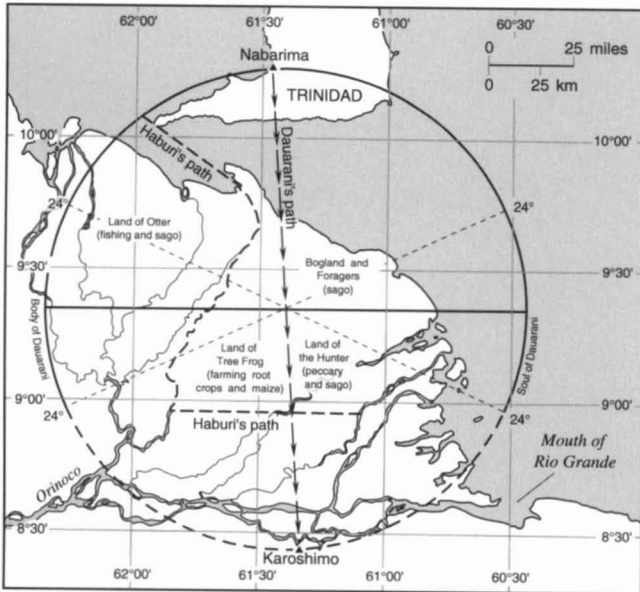 62°00'
61°30'
61°00'
60°30'
Nabarima
0 25 miles
0 25 km
TRINIDAD
10°00'
10°00'
Haburi's path
Dauarani's path
24°
24°
Land of Otter
(fishing and sago)
Bogland and
Foragers
(sago)
9°30'
9°30'
Body of Dauarani
Soul of Dauarani
Land of
Tree Frog
(farming root
crops and maize)
Land of
the Hunter
(peccary
and sago)
9°00'
9°00'
24°
24°
Haburi's path
Mouth of
Rio Grande
Orinoco
8°30'
8°30'
Karoshimo
62°00'
61°30'
61°00'
60°30'